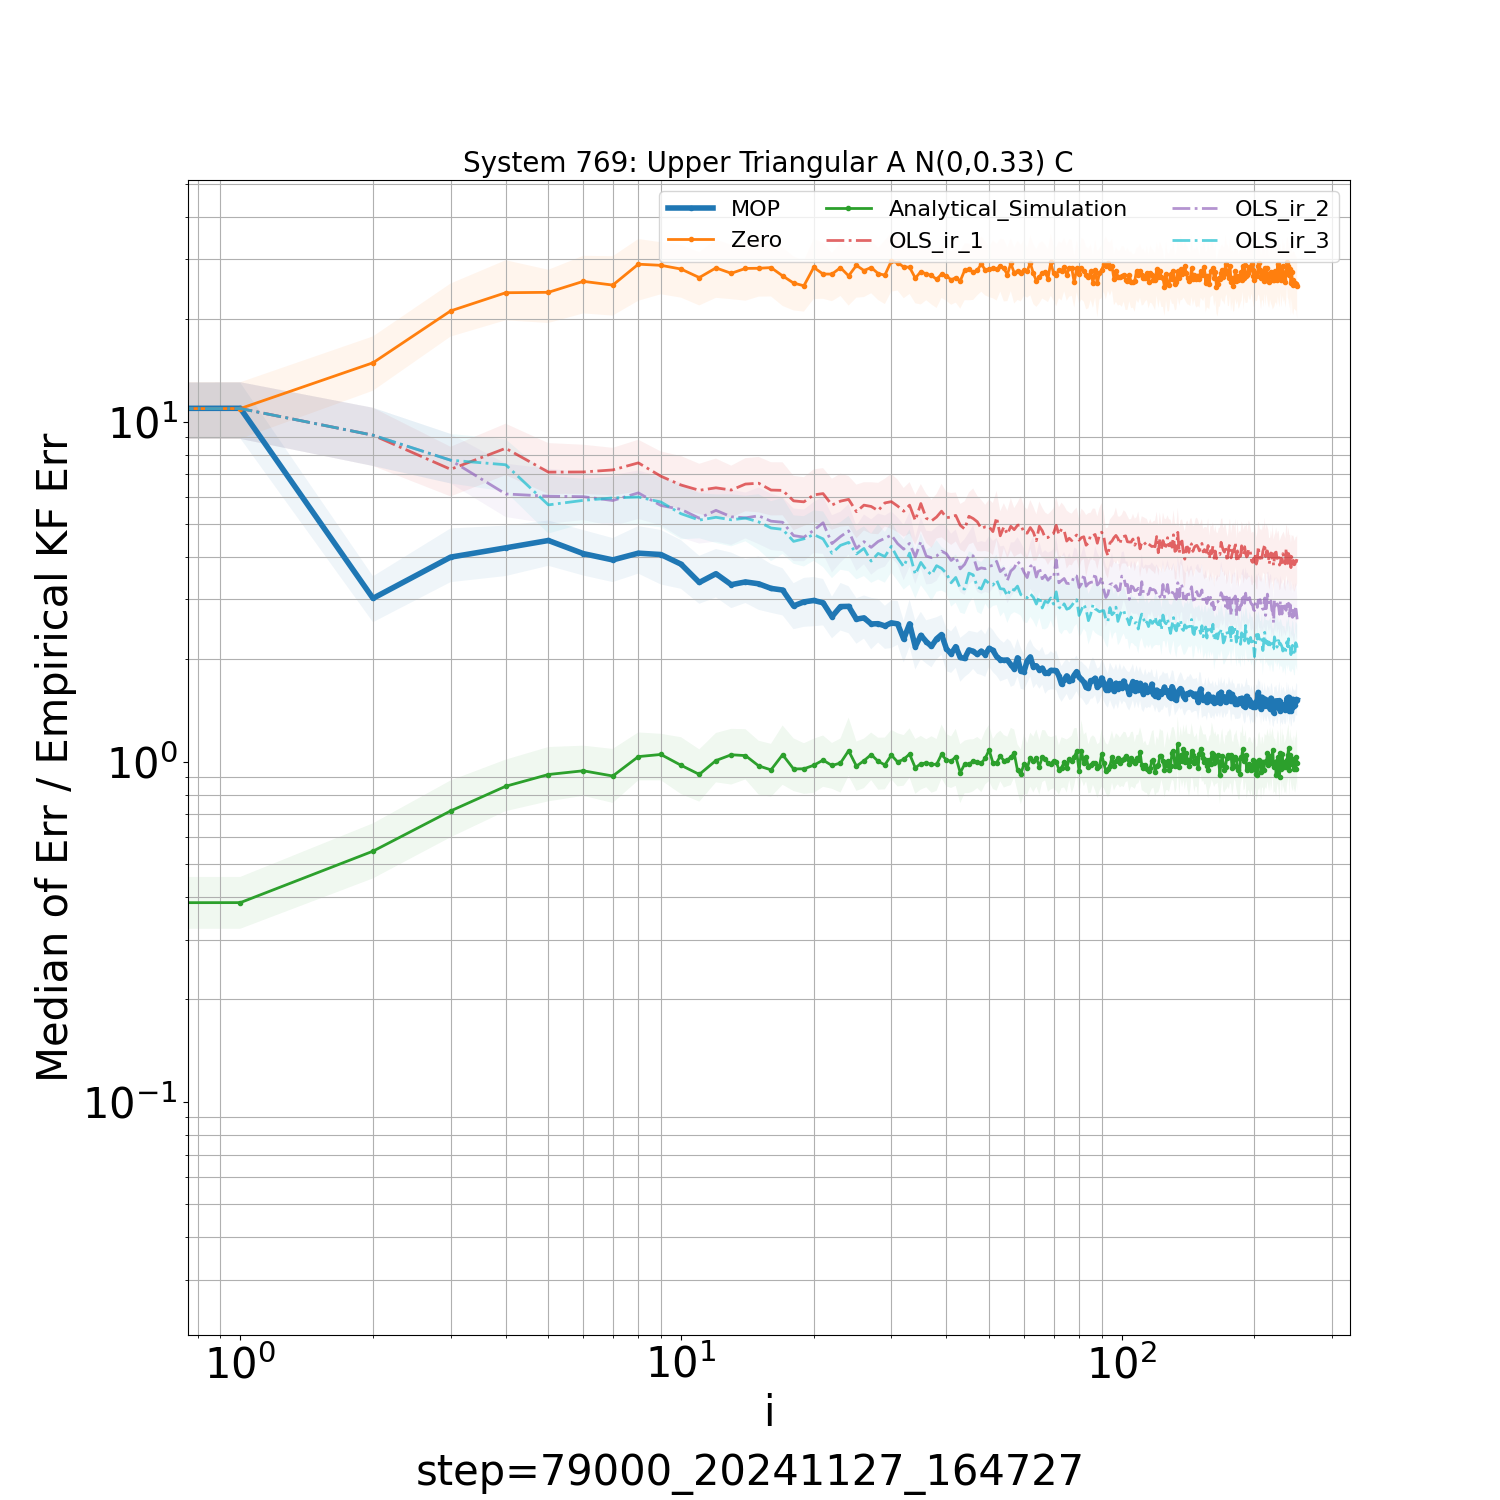 System 769: Upper Triangular A N(0,0.33) C
MOP
Zero
Analytical_Simulation
OLS_ir_1
OLS_ir_2
OLS_ir_3
Median of Err / Empirical KF Err
10¹
10⁰
10⁻¹
10⁰ 10¹ 10²
i
step=79000_20241127_164727